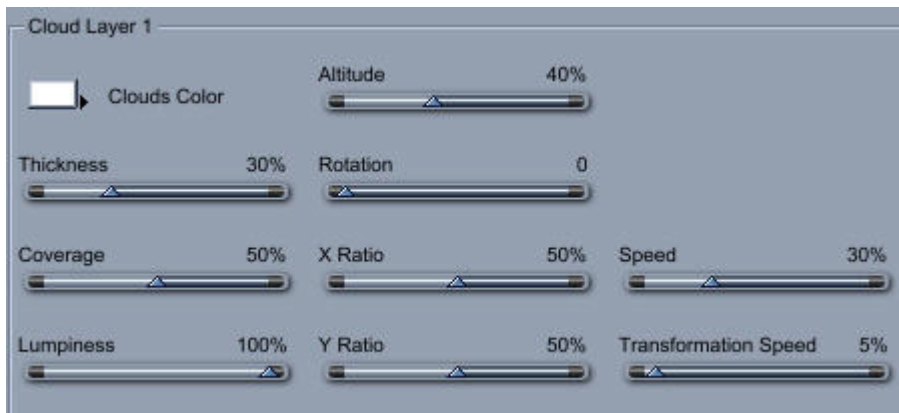 Cloud Layer 1
Clouds Color
Altitude 40%
Thickness 30% Rotation 0
Coverage 50% X Ratio 50% Speed 30%
Lumpiness 100% Y Ratio 50% Transformation Speed 5%